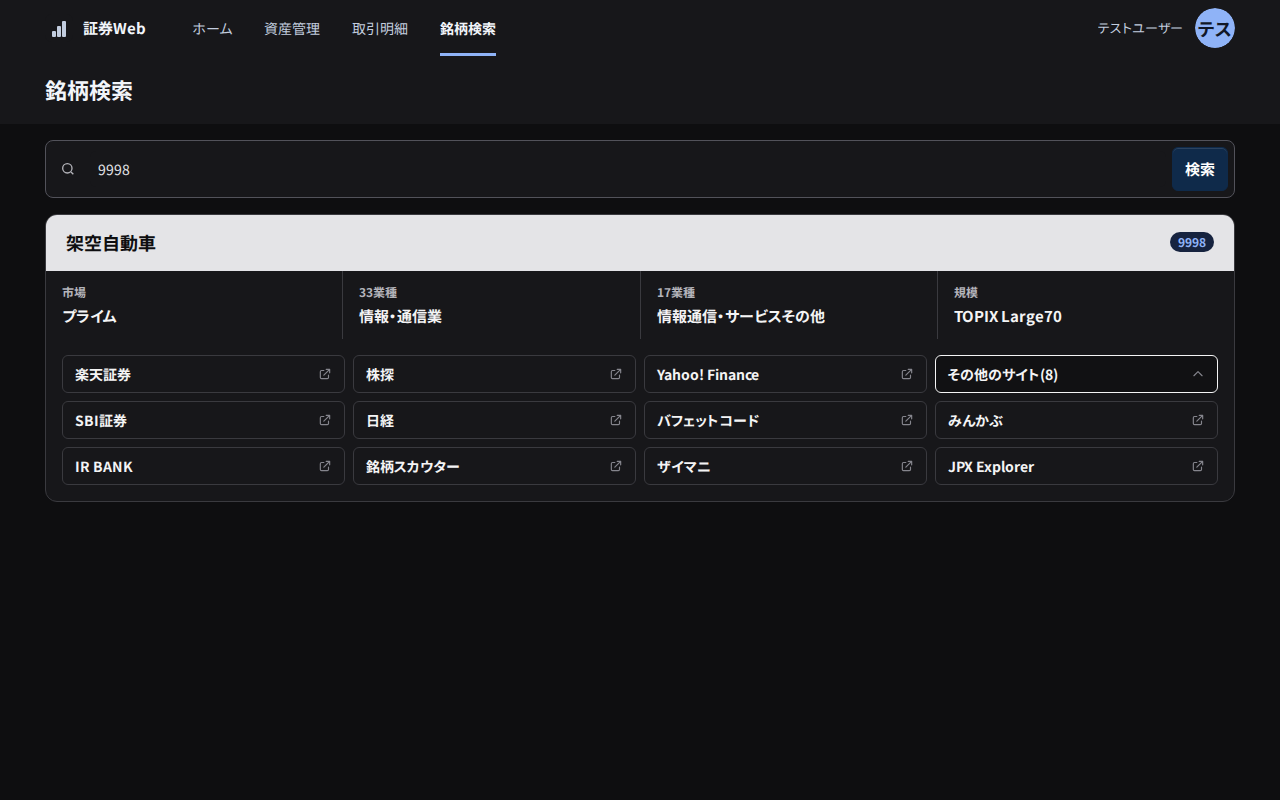 証券Web
ホーム
資産管理
取引明細
銘柄検索
テストユーザー
テス
銘柄検索
9998
検索
架空自動車
9998
市場
プライム
33業種
情報・通信業
17業種
情報通信・サービスその他
規模
TOPIX Large70
楽天証券
株探
Yahoo! Finance
その他のサイト(8)
SBI証券
日経
バフェットコード
みんかぶ
IR BANK
銘柄スカウター
ザイマニ
JPX Explorer